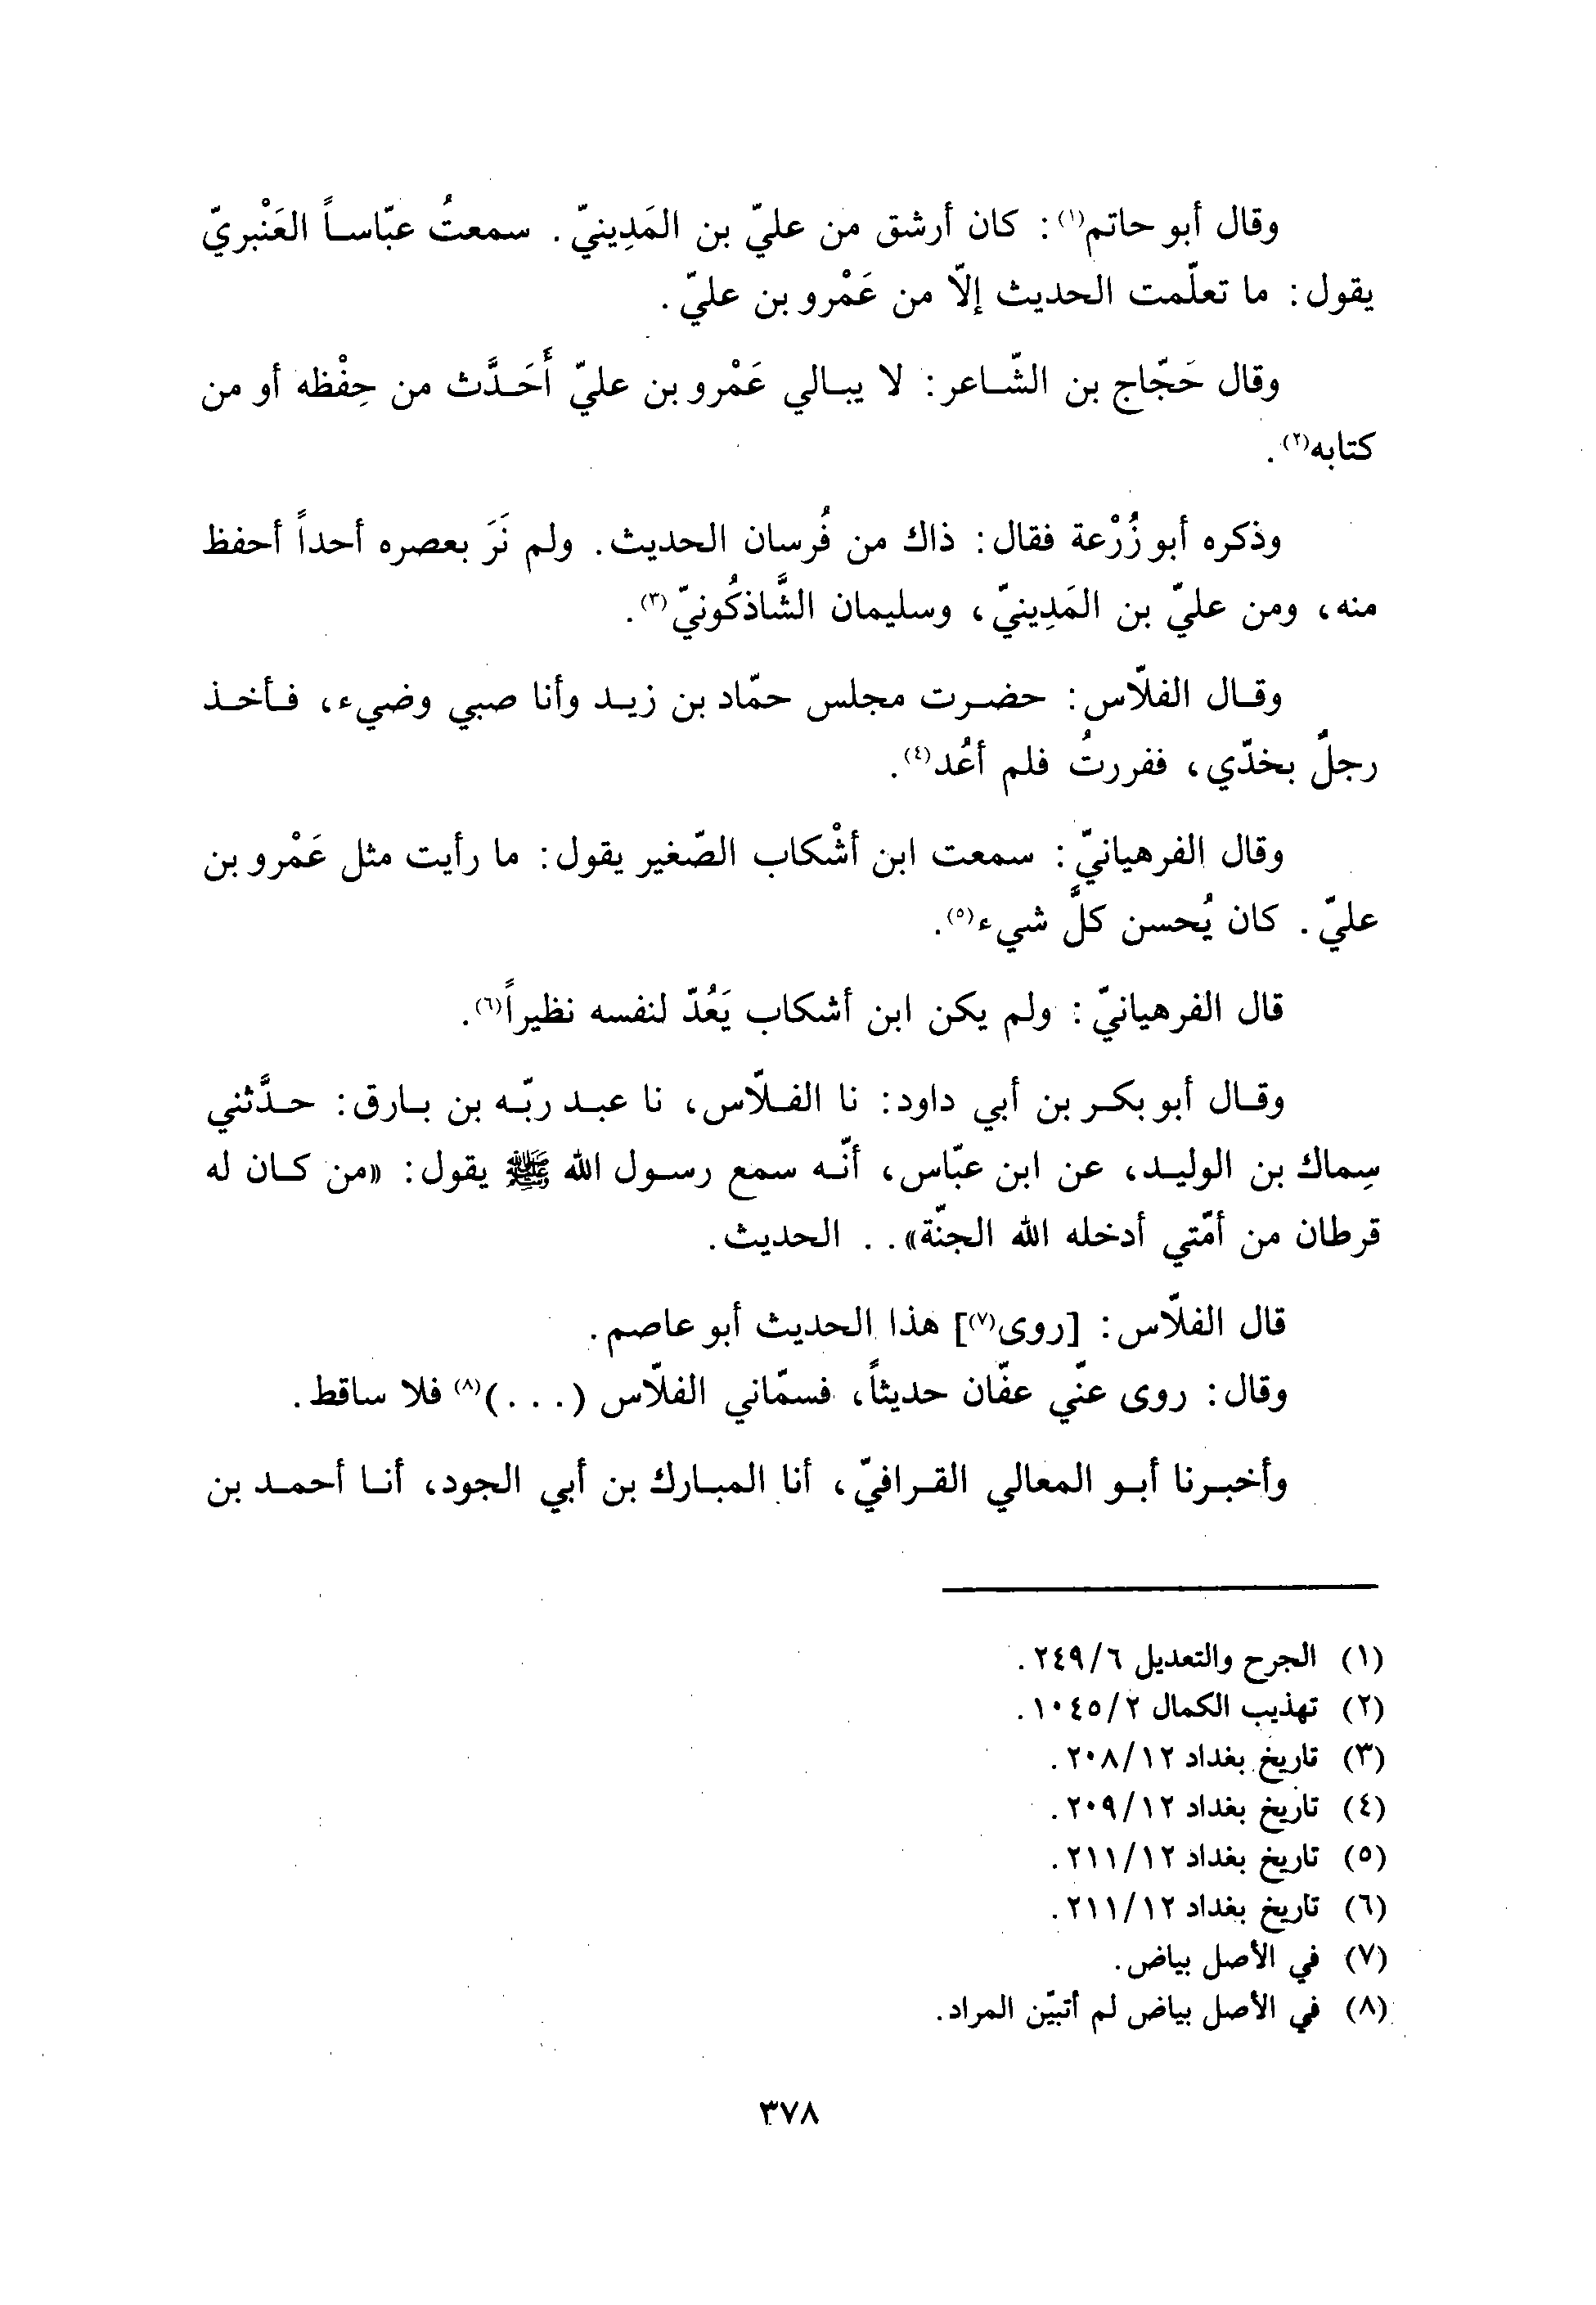 وقال أبو حاتم(١): كان أرشق من عليّ بن المَدِينيّ. سمعتُ عبّاساً العَنْبريّ
يقول: ما تعلّمت الحديث إلّا من عَمْرو بن عليّ.
وقال حَجّاج بن الشّاعر: لا يبالي عَمْرو بن عليّ أَحَدَّث من حِفْظه أو من
كتابه(٢).
وذكره أبو زُرْعة فقال: ذاك من فُرسان الحديث. ولم نَرَ بعصره أحداً أحفظ
منه، ومن عليّ بن المَدِينيّ، وسليمان الشَّاذكُونيّ(٣).
وقال الفلّاس: حضرت مجلس حمّاد بن زيد وأنا صبي وضيء، فأخذ
رجلٌ بخدّي، ففررتُ فلم أعُد(٤).
وقال الفرهيانيّ: سمعت ابن أشْكاب الصّغير يقول: ما رأيت مثل عَمْرو بن
عليّ. كان يُحسن كلَّ شيء(٥).
قال الفرهيانيّ: ولم يكن ابن أشكاب يَعُدّ لنفسه نظيراً(٦).
وقال أبو بكر بن أبي داود: نا الفلّاس، نا عبد ربّه بن بارق: حدَّثني
سِماك بن الوليد، عن ابن عبّاس، أنّه سمع رسول الله ﷺ يقول: «من كان له
قرطان من أمّتي أدخله الله الجنّة».. الحديث.
قال الفلّاس: [روى(٧)] هذا الحديث أبو عاصم.
وقال: روى عنّي عفّان حديثاً، فسمّاني الفلّاس (...)(٨) فلا ساقط.
وأخبرنا أبو المعالي القرافيّ، أنا المبارك بن أبي الجود، أنا أحمد بن
(١) الجرح والتعديل ٢٤٩/٦.
(٢) تهذيب الكمال ١٠٤٥/٢.
(٣) تاريخ بغداد ٢٠٨/١٢.
(٤) تاريخ بغداد ٢٠٩/١٢.
(٥) تاريخ بغداد ٢١١/١٢.
(٦) تاريخ بغداد ٢١١/١٢.
(٧) في الأصل بياض.
(٨) في الأصل بياض لم أتبيّن المراد.
٣٧٨